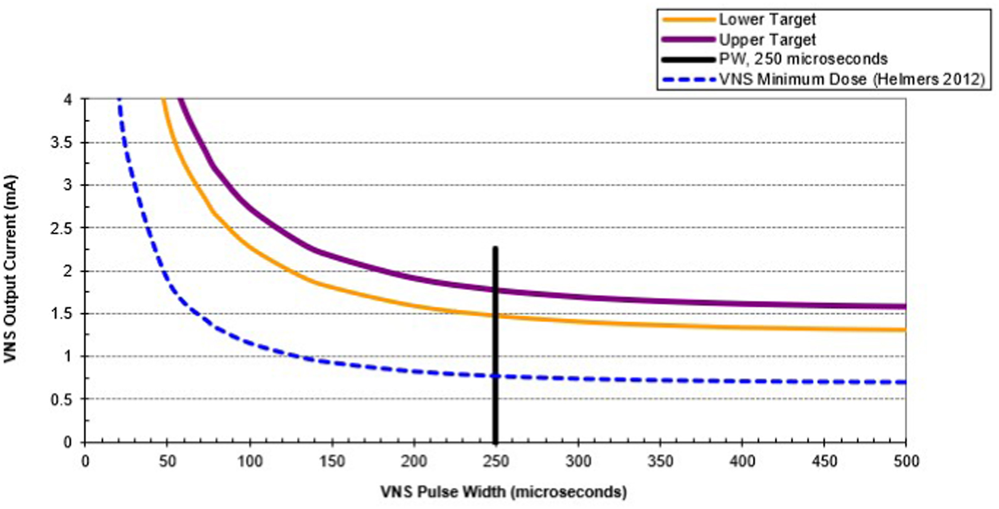 Lower Target
Upper Target
PW, 250 microseconds
VNS Minimum Dose (Helmers 2012)
VNS Output Current (mA)
4
3.5
3
2.5
2
1.5
1
0.5
0
0 50 100 150 200 250 300 350 400 450 500
VNS Pulse Width (microseconds)